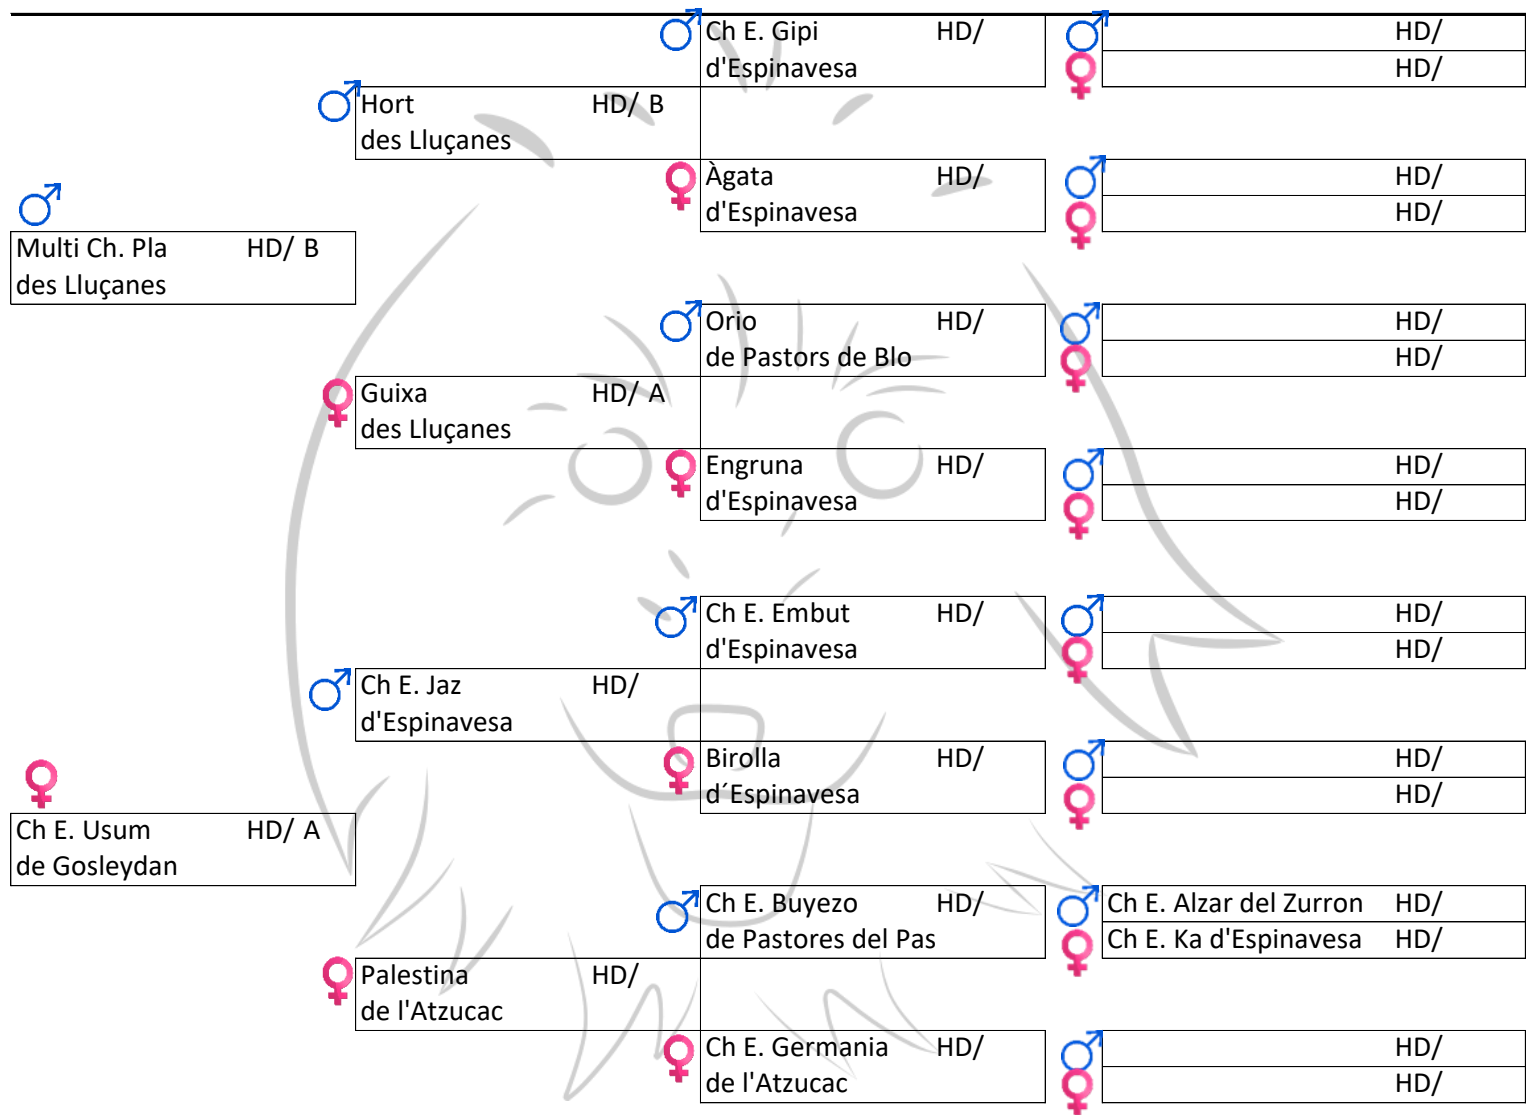 Ch E. Gipi HD/
d'Espinavesa
HD/
HD/
Hort HD/ B
des Lluçanes
Àgata HD/
d'Espinavesa
HD/
HD/
Multi Ch. Pla HD/ B
des Lluçanes
Orio HD/
de Pastors de Blo
HD/
HD/
Guixa HD/ A
des Lluçanes
Engruna HD/
d'Espinavesa
HD/
HD/
Ch E. Embut HD/
d'Espinavesa
HD/
HD/
Ch E. Jaz HD/
d'Espinavesa
Birolla HD/
d´Espinavesa
HD/
HD/
Ch E. Usum HD/ A
de Gosleydan
Ch E. Buyezo HD/
de Pastores del Pas
Ch E. Alzar del Zurron HD/
Ch E. Ka d'Espinavesa HD/
Palestina HD/
de l'Atzucac
Ch E. Germania HD/
de l'Atzucac
HD/
HD/